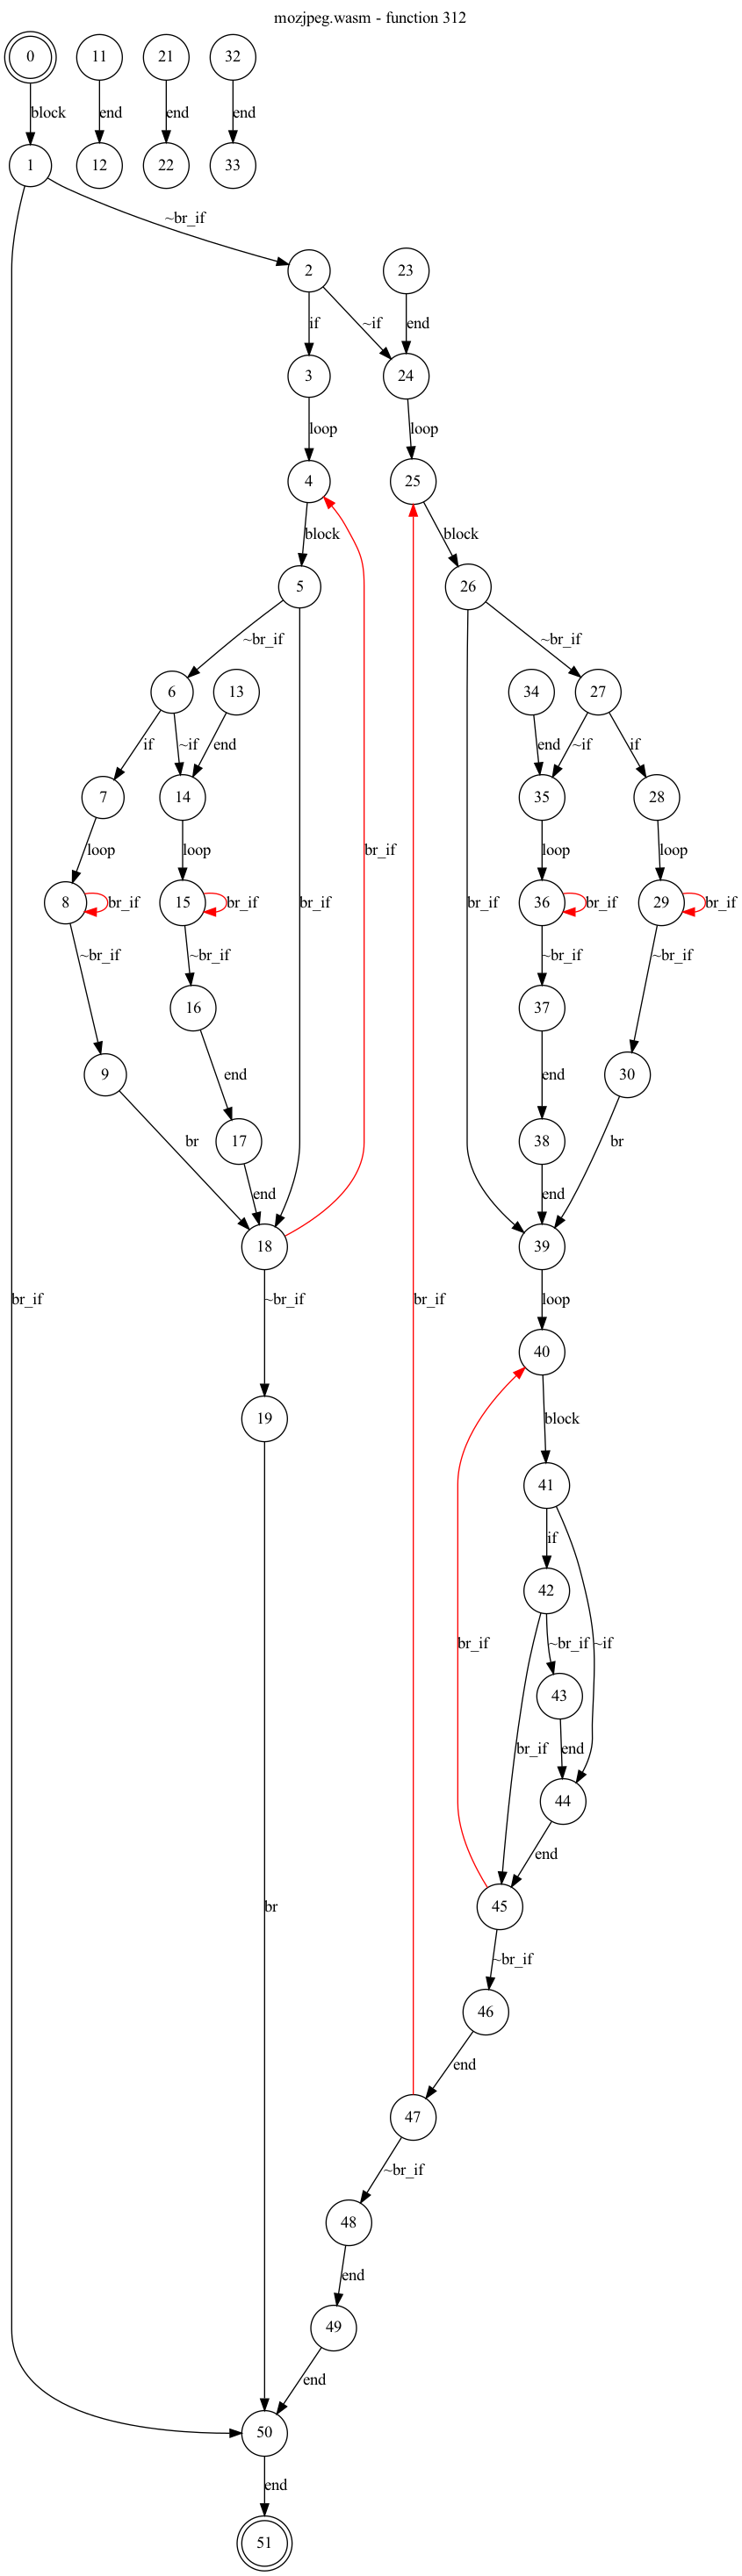 mozjpeg.wasm - function 312
0 11 21 32
block end end end
1 12 22 33
~br_if
2 23
if ~if end
3 24
loop loop
4 25
block block
5 26
~br_if ~br_if
6 13 34 27
if ~if end end ~if if
7 14 35 28
loop loop br_if loop loop
8 br_if 15 br_if br_if 36 br_if 29 br_if
~br_if ~br_if ~br_if ~br_if
16 37
9 end end 30
br 17 38 br
end end
18 39
br_if ~br_if br_if loop
40
19 block
41
if
42
br_if ~br_if ~if
43
br_if end
44
end
br 45
~br_if
46
end
47
~br_if
48
end
49
end
50
end
51